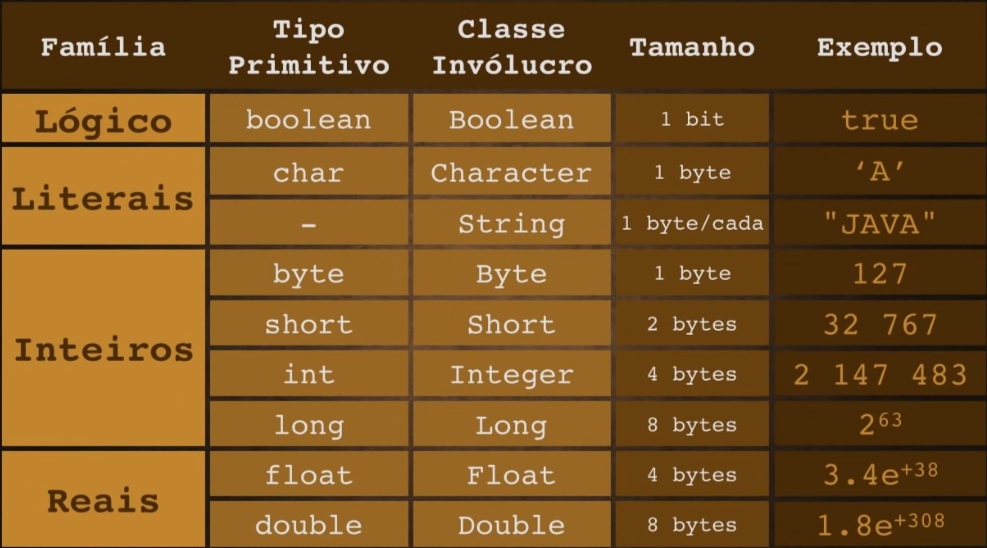 Família Tipo Primitivo Classe Invólucro Tamanho Exemplo
Lógico boolean Boolean 1 bit true
Literais char Character 1 byte ‘A’
– String 1 byte/cada "JAVA"
Inteiros byte Byte 1 byte 127
short Short 2 bytes 32 767
int Integer 4 bytes 2 147 483
long Long 8 bytes 2⁶³
Reais float Float 4 bytes 3.4e⁺³⁸
double Double 8 bytes 1.8e⁺³⁰⁸